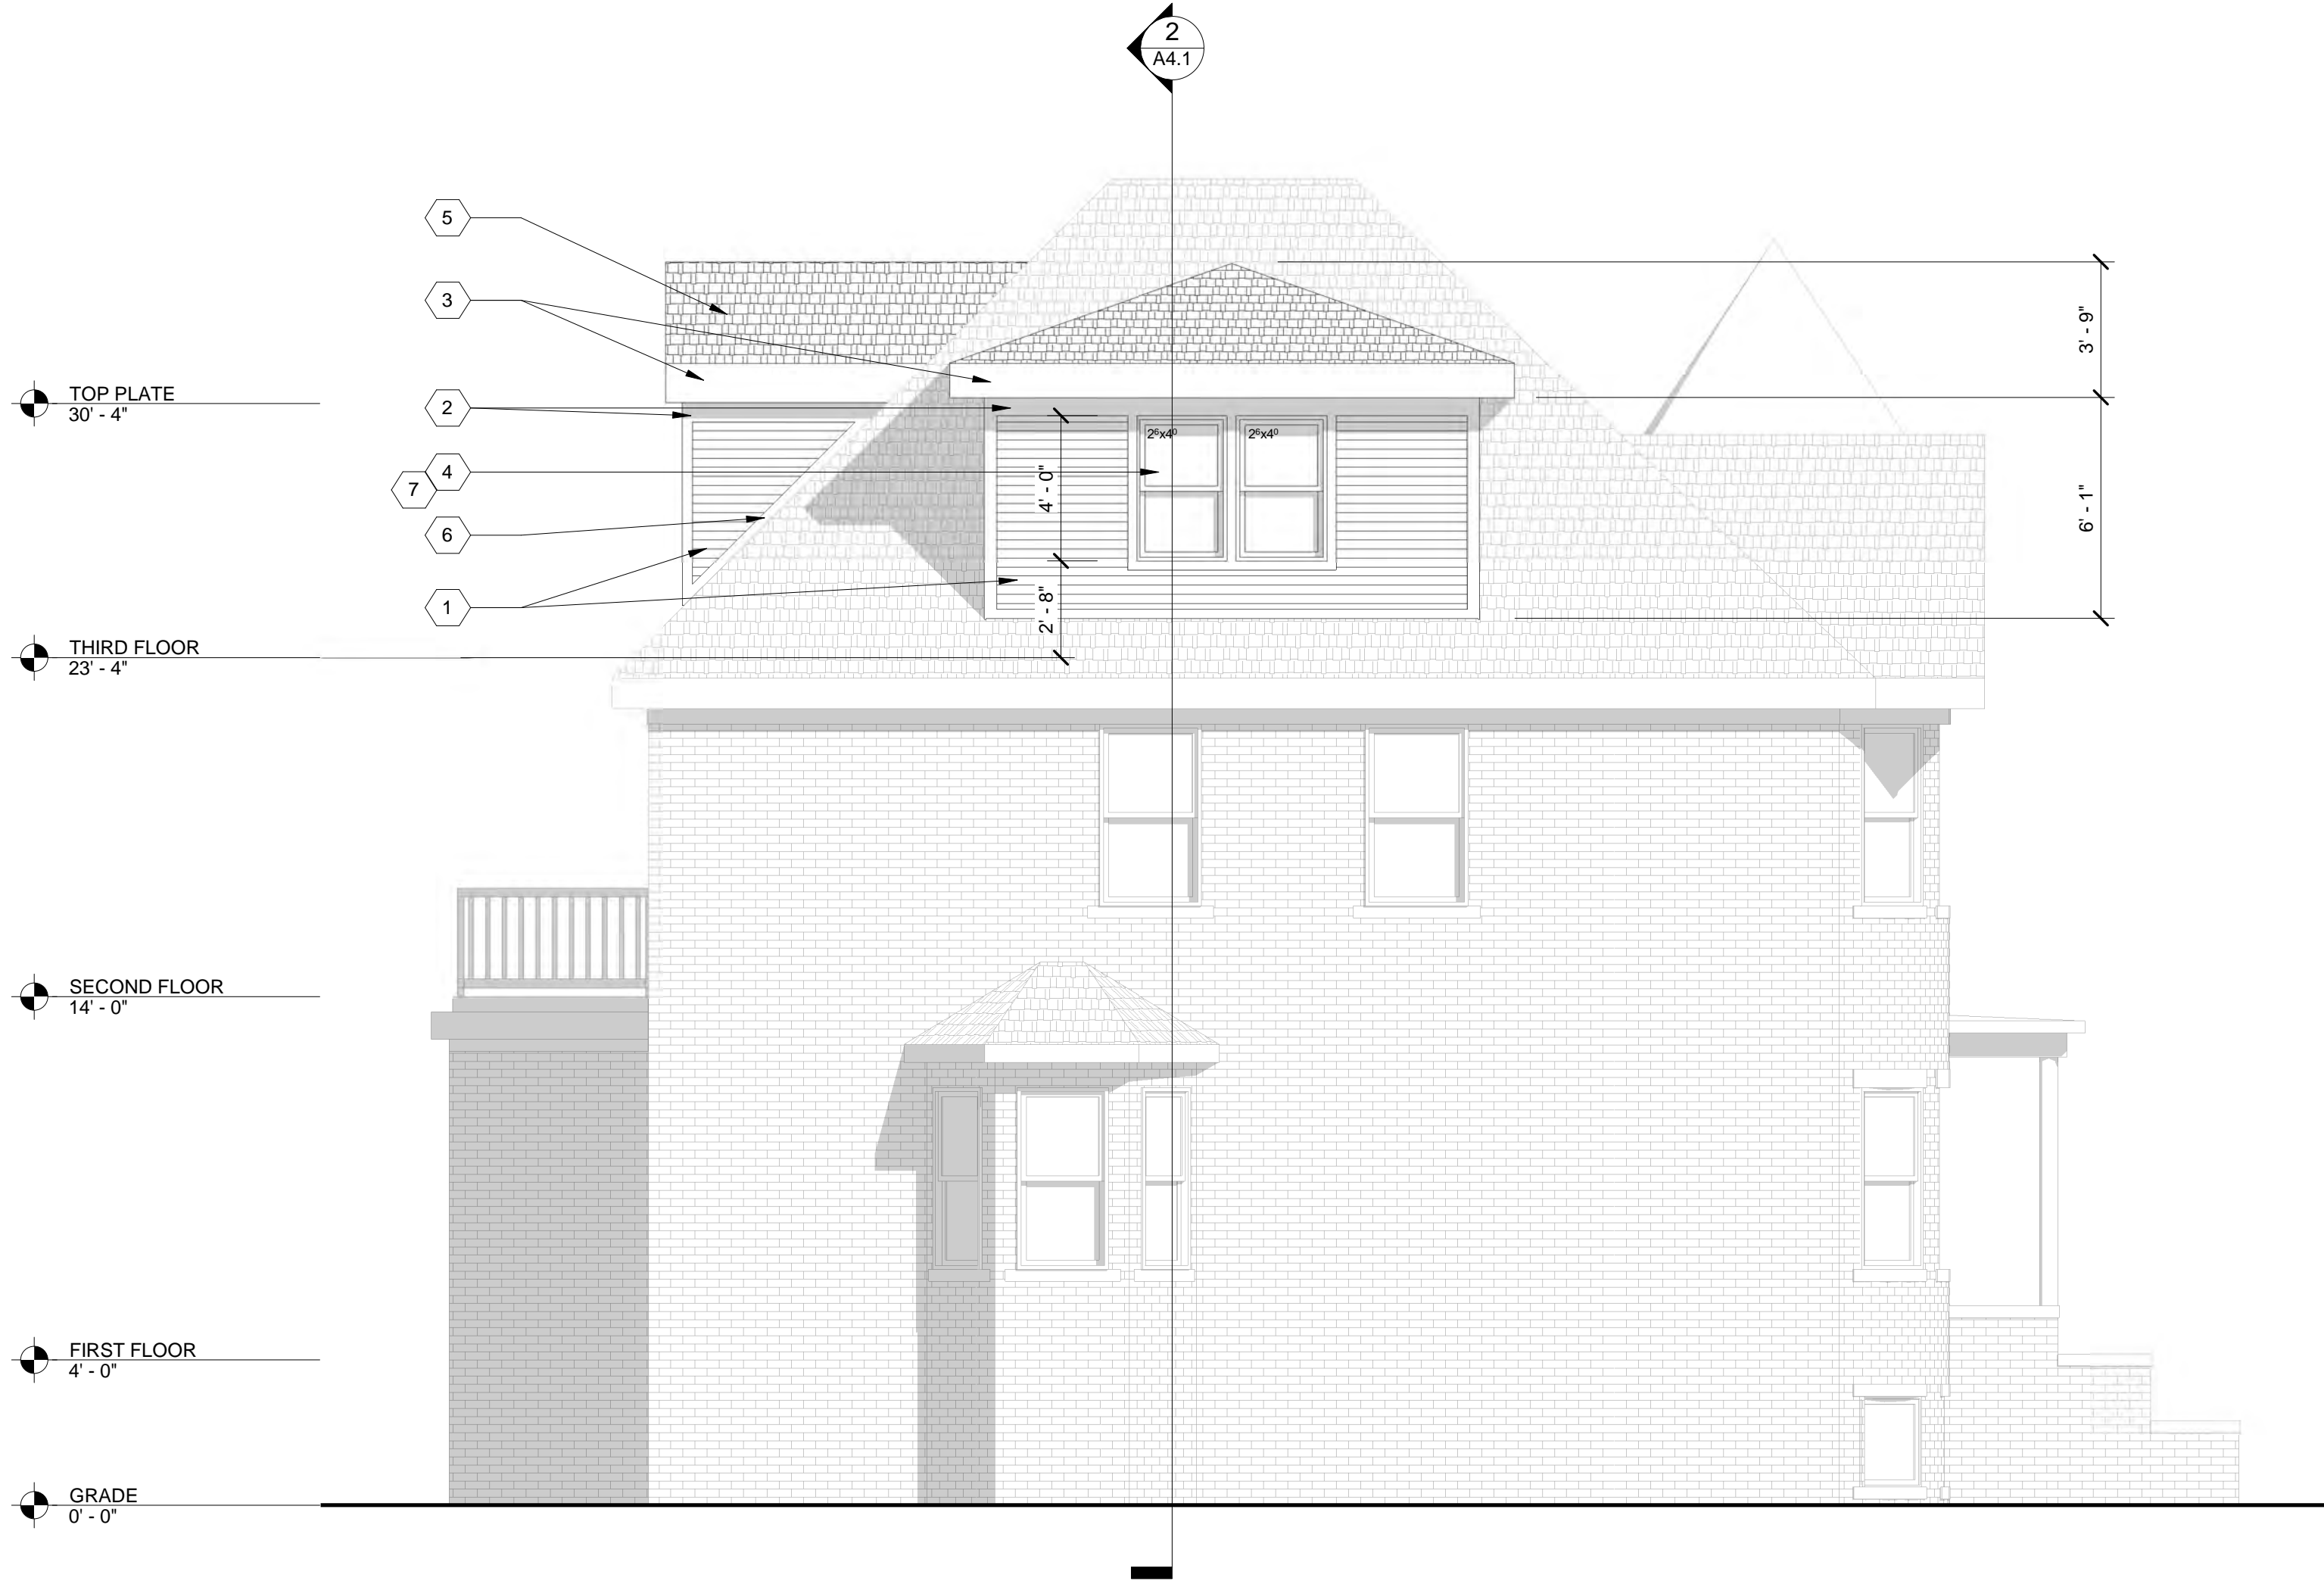 2
A4.1
5
3
TOP PLATE
30' - 4"
2
4
7
6
1
2⁶x4⁰
2⁶x4⁰
4' - 0"
2' - 8"
3' - 9"
6' - 1"
THIRD FLOOR
23' - 4"
SECOND FLOOR
14' - 0"
FIRST FLOOR
4' - 0"
GRADE
0' - 0"